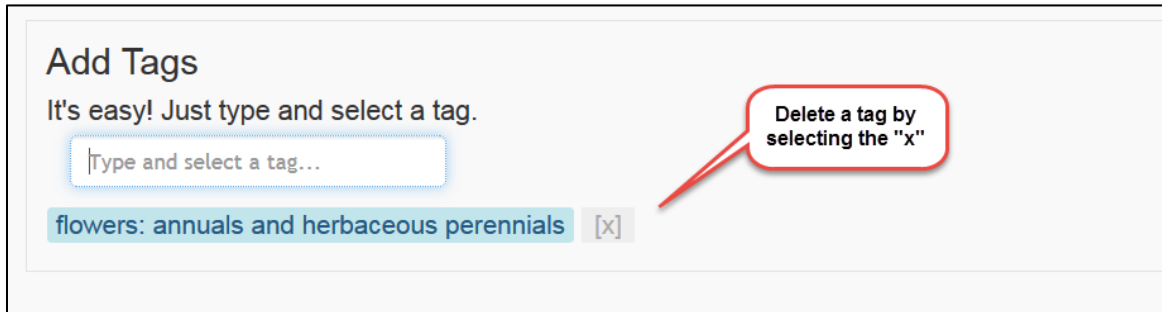 Add Tags
It's easy! Just type and select a tag.
Type and select a tag...
Delete a tag by
selecting the "x"
flowers: annuals and herbaceous perennials [x]